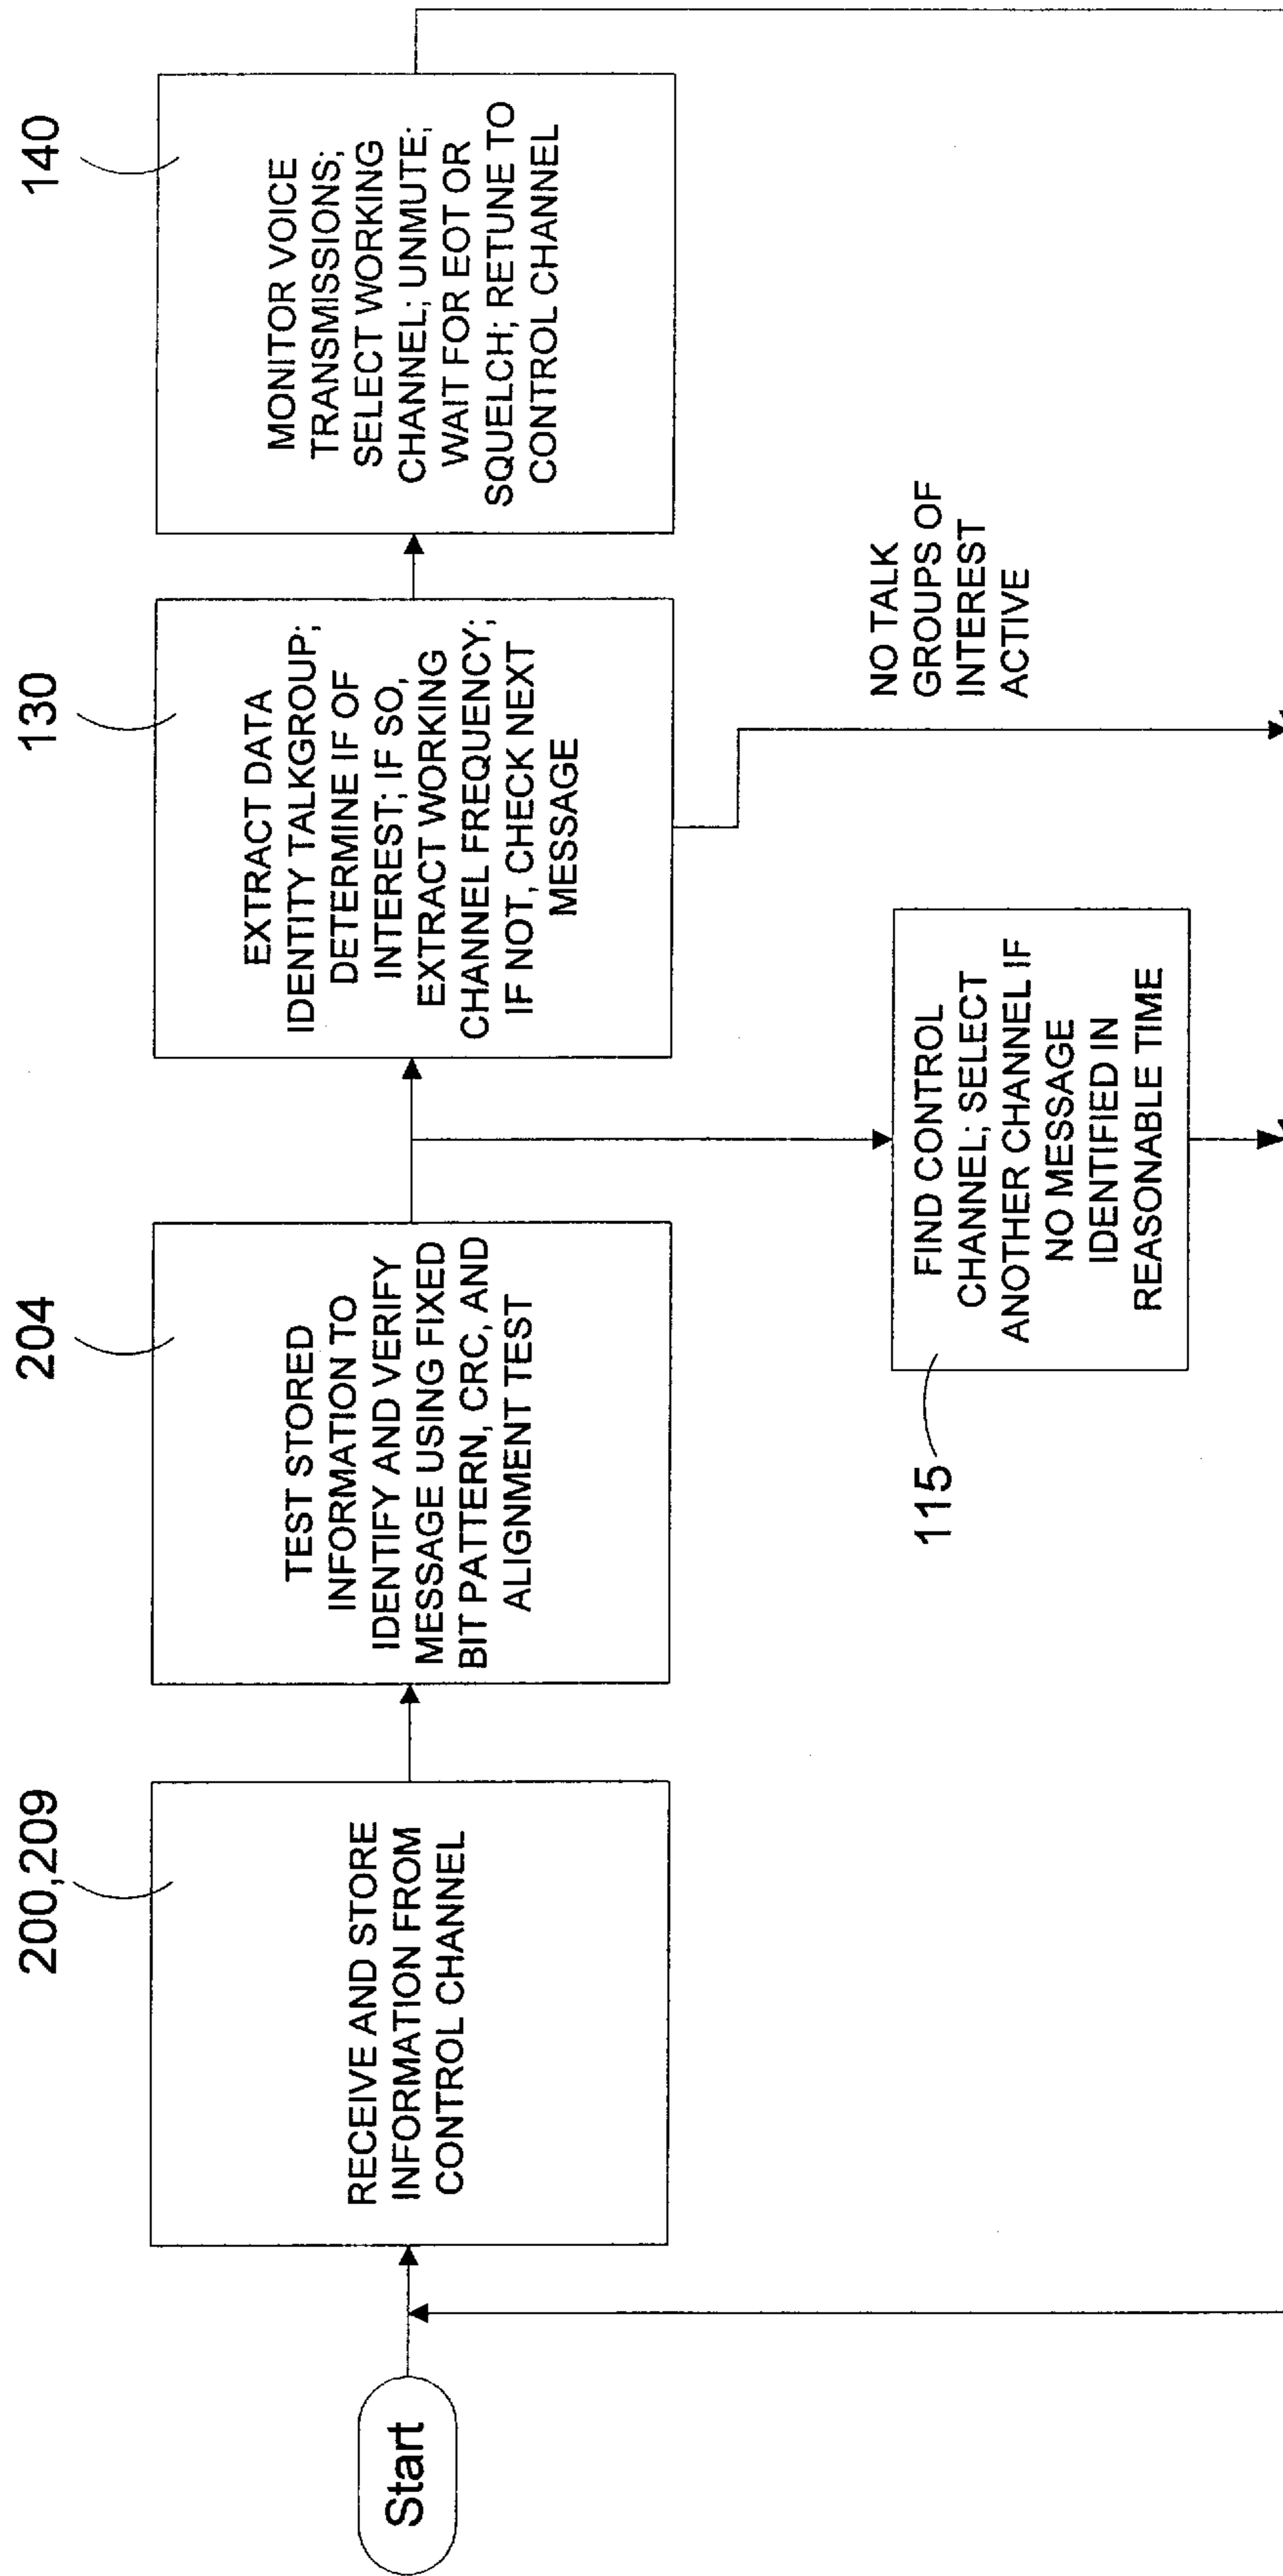 Start
200,209
RECEIVE AND STORE
INFORMATION FROM
CONTROL CHANNEL
204
TEST STORED
INFORMATION TO
IDENTIFY AND VERIFY
MESSAGE USING FIXED
BIT PATTERN, CRC, AND
ALIGNMENT TEST
130
EXTRACT DATA
IDENTITY TALKGROUP;
DETERMINE IF OF
INTEREST; IF SO,
EXTRACT WORKING
CHANNEL FREQUENCY;
IF NOT, CHECK NEXT
MESSAGE
140
MONITOR VOICE
TRANSMISSIONS;
SELECT WORKING
CHANNEL; UNMUTE;
WAIT FOR EOT OR
SQUELCH; RETUNE TO
CONTROL CHANNEL
115
FIND CONTROL
CHANNEL; SELECT
ANOTHER CHANNEL IF
NO MESSAGE
IDENTIFIED IN
REASONABLE TIME
NO TALK
GROUPS OF
INTEREST
ACTIVE